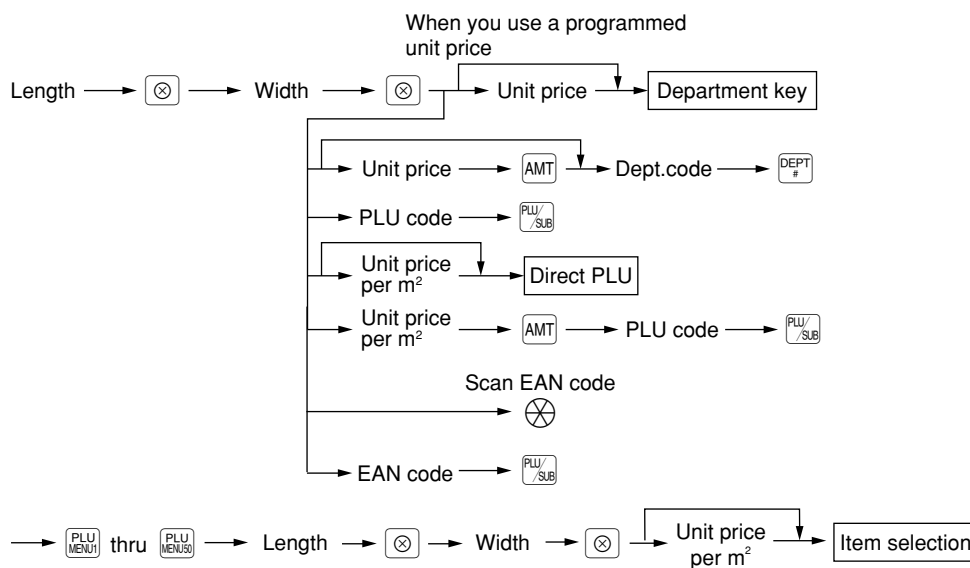 When you use a programmed
unit price
Length ⊗ Width ⊗ Unit price Department key
Unit price AMT Dept.code DEPT #
PLU code PLU/SUB
Unit price
per m² Direct PLU
Unit price
per m² AMT PLU code PLU/SUB
Scan EAN code
EAN code PLU/SUB
PLU MENU1 thru PLU MENU50 Length ⊗ Width ⊗ Unit price
per m² Item selection